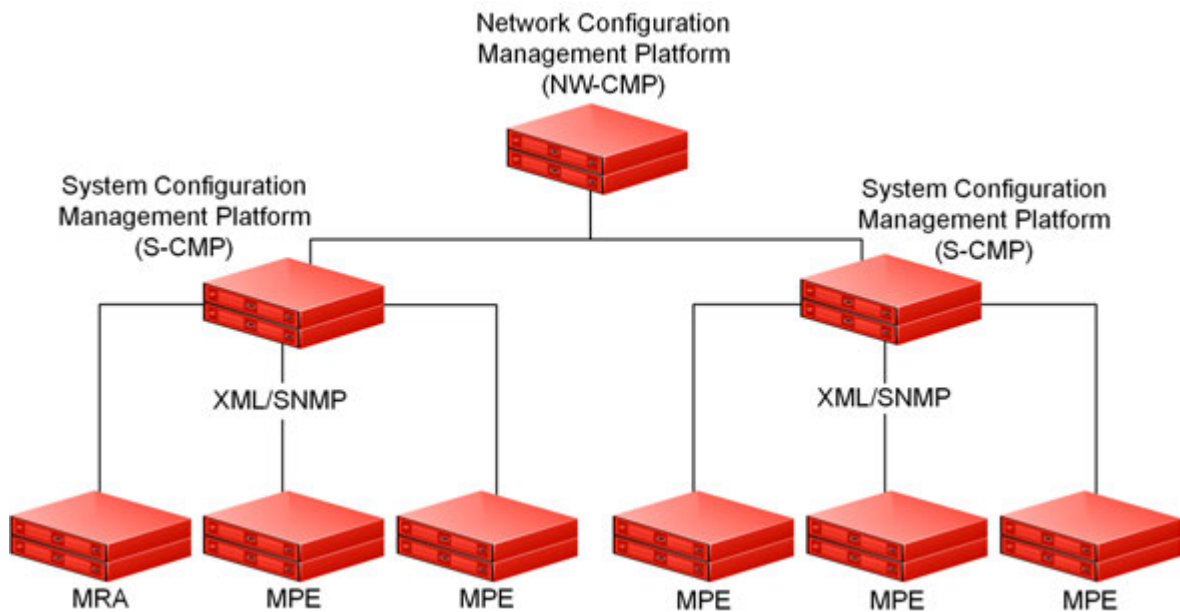 Network Configuration
Management Platform
(NW-CMP)
System Configuration
Management Platform
(S-CMP)
System Configuration
Management Platform
(S-CMP)
XML/SNMP
XML/SNMP
MRA
MPE
MPE
MPE
MPE
MPE